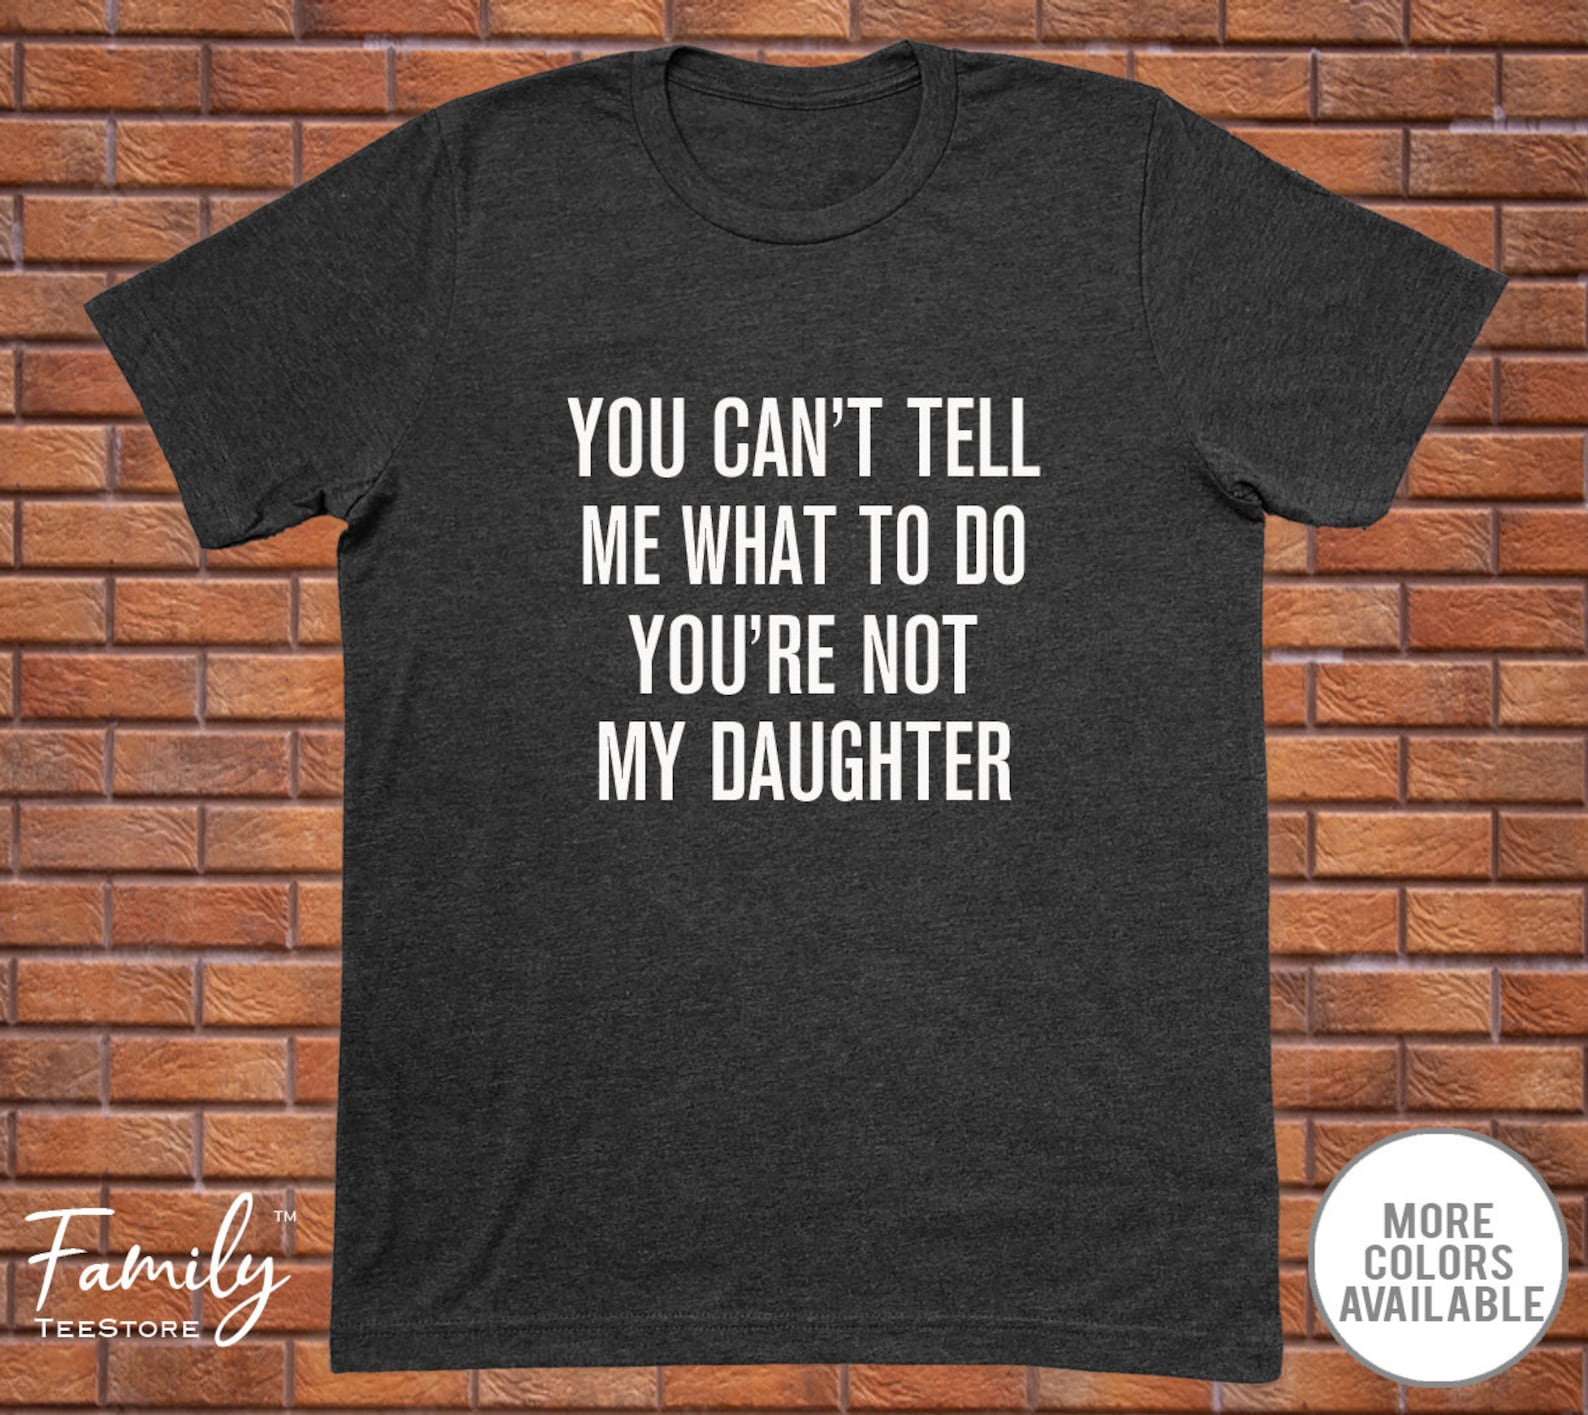 YOU CAN'T TELL
ME WHAT TO DO
YOU'RE NOT
MY DAUGHTER
Family™
TEESTORE
MORE
COLORS
AVAILABLE